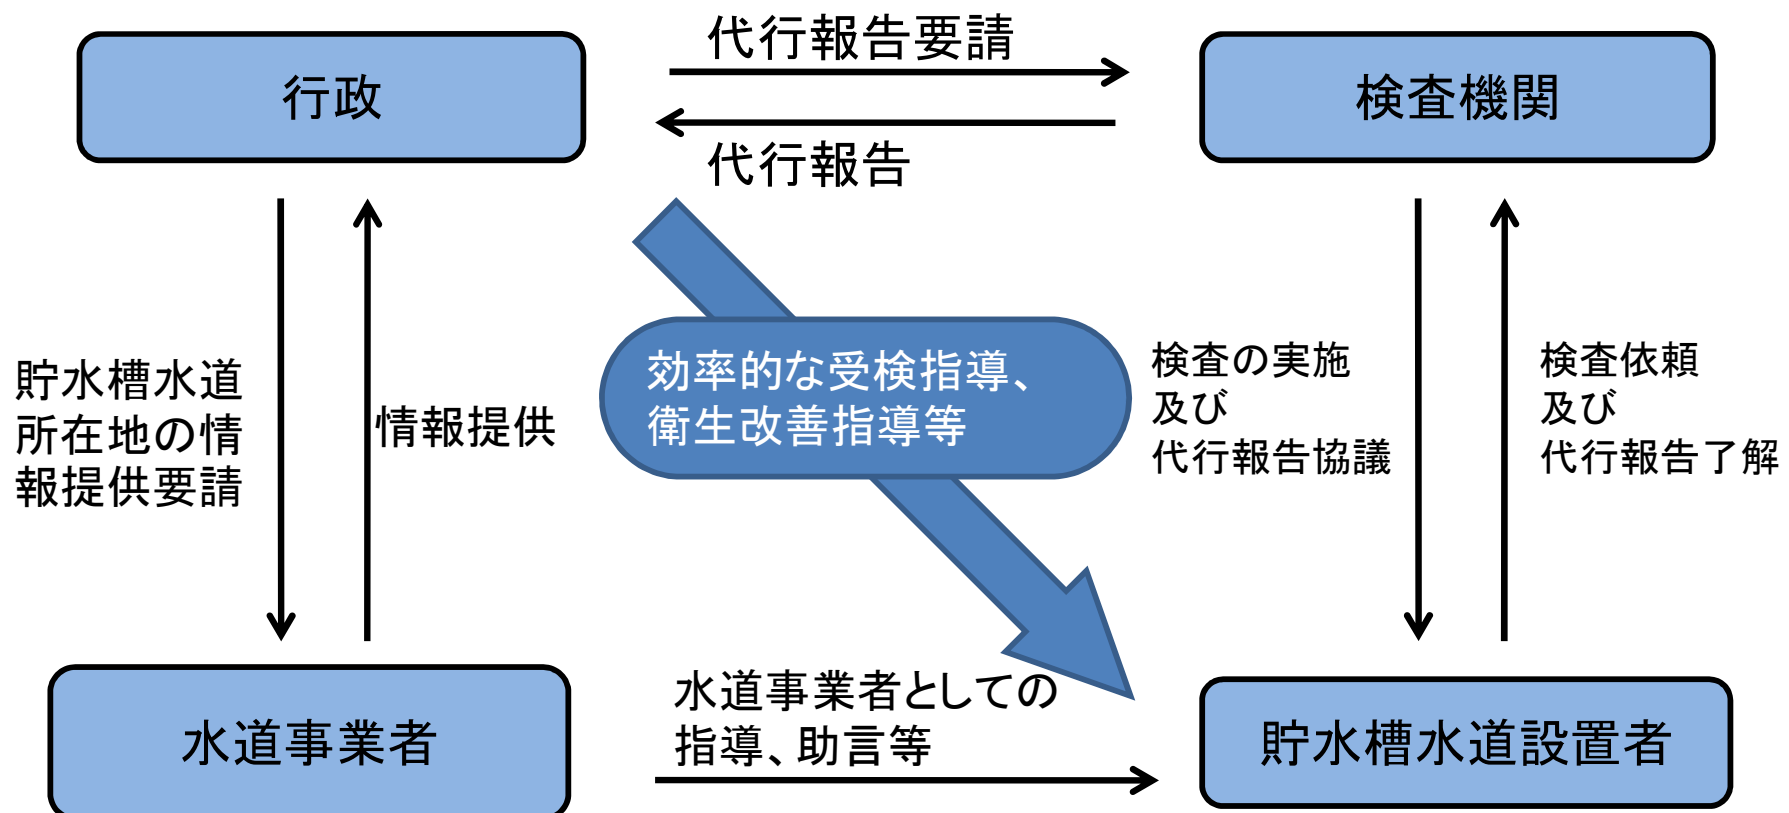 代行報告要請
行政
検査機関
代行報告
貯水槽水道
所在地の情
報提供要請
情報提供
効率的な受検指導、
衛生改善指導等
検査の実施
及び
代行報告協議
検査依頼
及び
代行報告了解
水道事業者としての
指導、助言等
水道事業者
貯水槽水道設置者